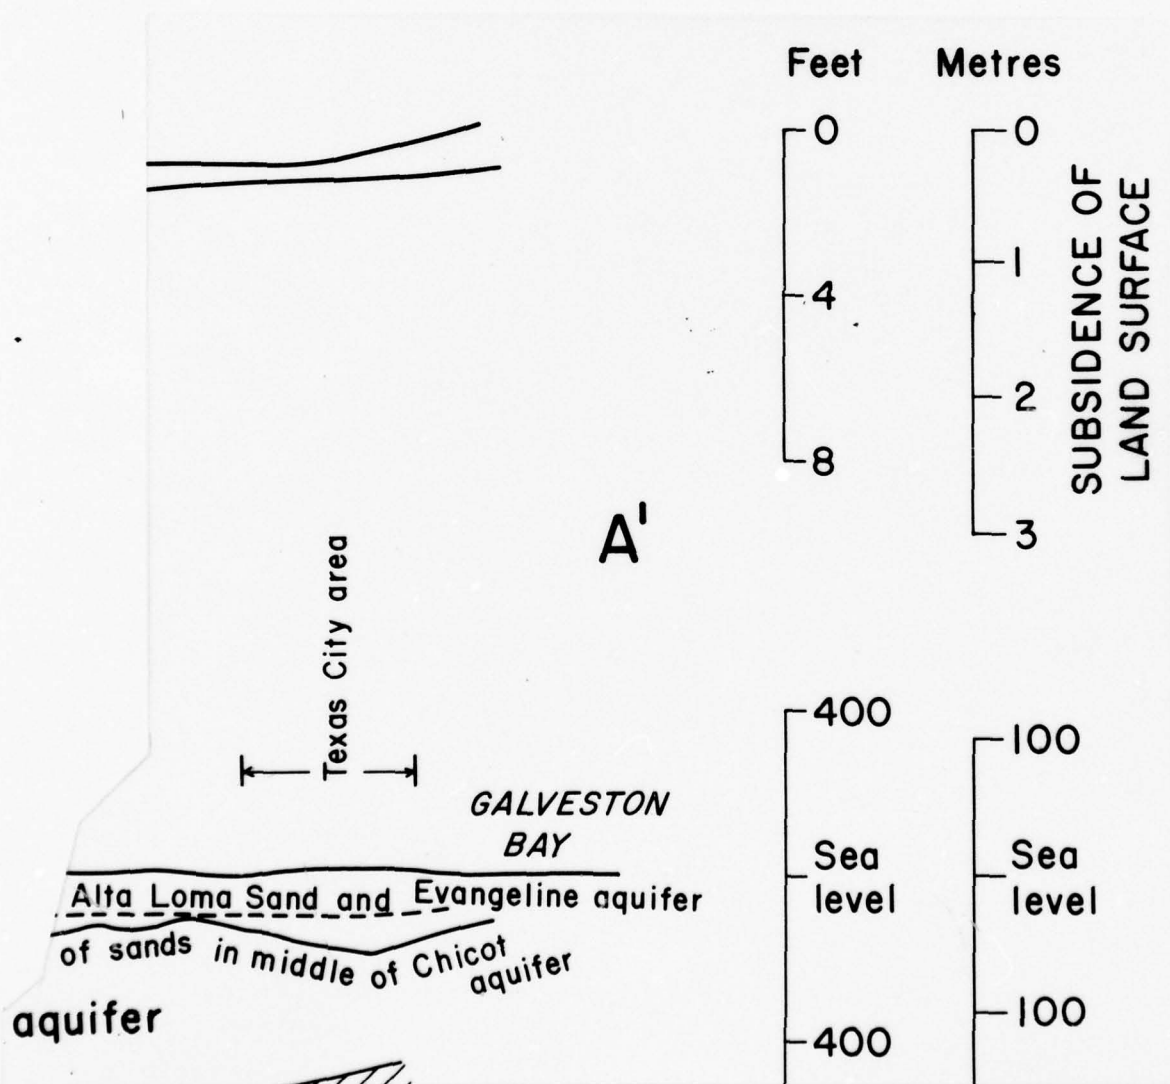 Feet Metres
0 0
1
4
2
8
3
SUBSIDENCE OF
LAND SURFACE
A'
Texas City area
400
100
GALVESTON
BAY
Sea
level
Sea
level
Alta Loma Sand and Evangeline aquifer
of sands in middle of Chicot
aquifer
aquifer
100
400